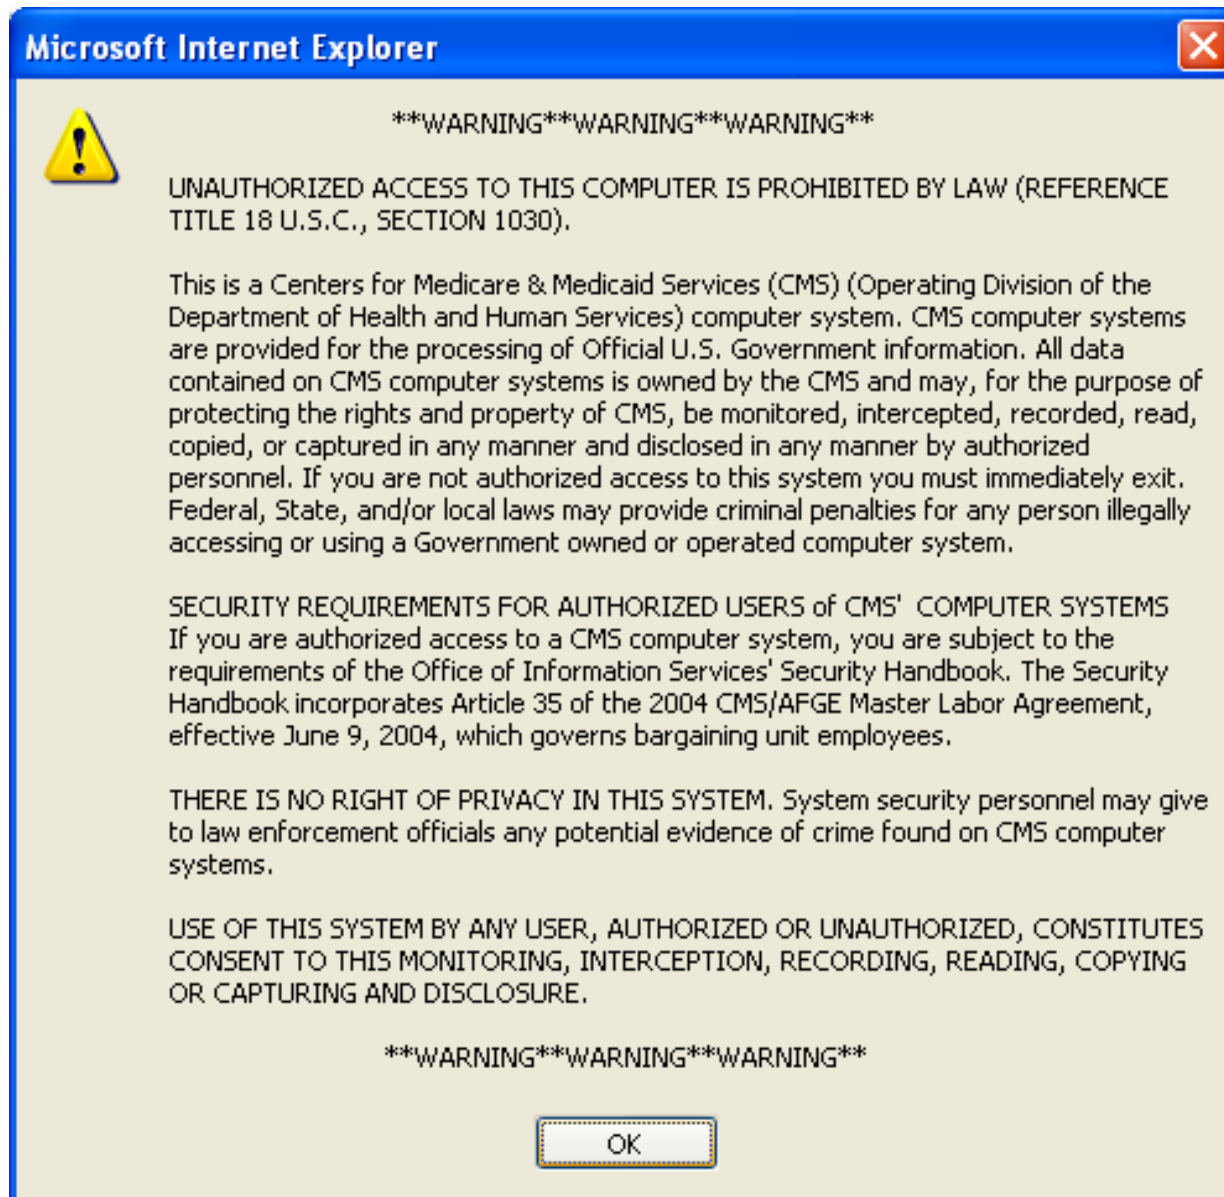 Microsoft Internet Explorer
**WARNING**WARNING**WARNING**
UNAUTHORIZED ACCESS TO THIS COMPUTER IS PROHIBITED BY LAW (REFERENCE
TITLE 18 U.S.C., SECTION 1030).
This is a Centers for Medicare & Medicaid Services (CMS) (Operating Division of the
Department of Health and Human Services) computer system. CMS computer systems
are provided for the processing of Official U.S. Government information. All data
contained on CMS computer systems is owned by the CMS and may, for the purpose of
protecting the rights and property of CMS, be monitored, intercepted, recorded, read,
copied, or captured in any manner and disclosed in any manner by authorized
personnel. If you are not authorized access to this system you must immediately exit.
Federal, State, and/or local laws may provide criminal penalties for any person illegally
accessing or using a Government owned or operated computer system.
SECURITY REQUIREMENTS FOR AUTHORIZED USERS of CMS'  COMPUTER SYSTEMS
If you are authorized access to a CMS computer system, you are subject to the
requirements of the Office of Information Services' Security Handbook. The Security
Handbook incorporates Article 35 of the 2004 CMS/AFGE Master Labor Agreement,
effective June 9, 2004, which governs bargaining unit employees.
THERE IS NO RIGHT OF PRIVACY IN THIS SYSTEM. System security personnel may give
to law enforcement officials any potential evidence of crime found on CMS computer
systems.
USE OF THIS SYSTEM BY ANY USER, AUTHORIZED OR UNAUTHORIZED, CONSTITUTES
CONSENT TO THIS MONITORING, INTERCEPTION, RECORDING, READING, COPYING
OR CAPTURING AND DISCLOSURE.
**WARNING**WARNING**WARNING**
OK